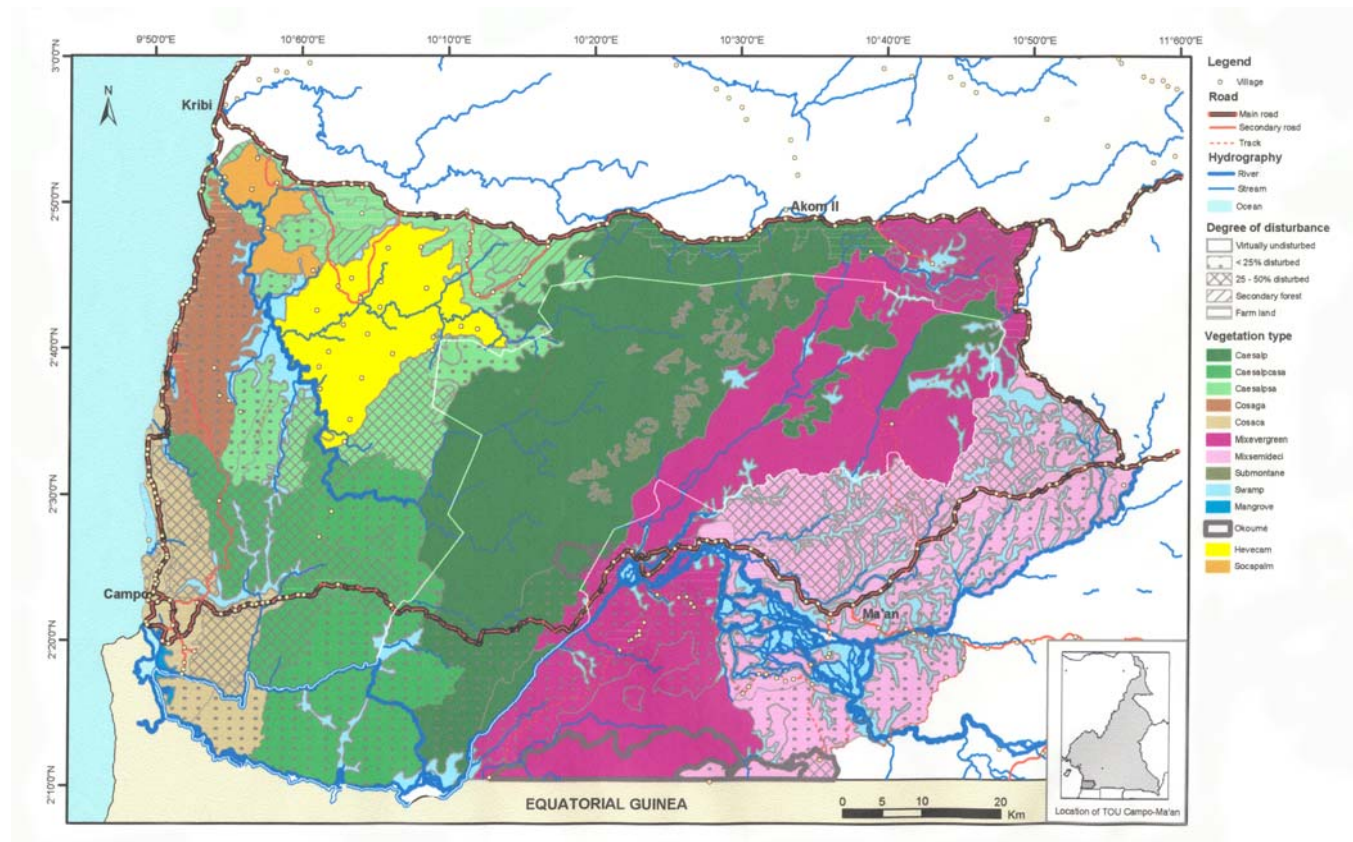 9°50'0"E 10°60'0"E 10°10'0"E 10°20'0"E 10°30'0"E 10°40'0"E 10°50'0"E 11°60'0"E
3°0'0"N
2°50'0"N
2°40'0"N
2°30'0"N
2°20'0"N
2°10'0"N
N
Kribi
Akom II
Campo
Ma'an
EQUATORIAL GUINEA
0 5 10 20
Km
Location of TOU Campo-Ma'an
Legend
Village
Road
Main road
Secondary road
Track
Hydrography
River
Stream
Ocean
Degree of disturbance
Virtually undisturbed
< 25% disturbed
25 - 50% disturbed
Secondary forest
Farm land
Vegetation type
Caesalp
Caesalpcasa
Caesalpsa
Cosaga
Cosaca
Mixevergreen
Mixsemideci
Submontane
Swamp
Mangrove
Okoumé
Hevecam
Socapalm